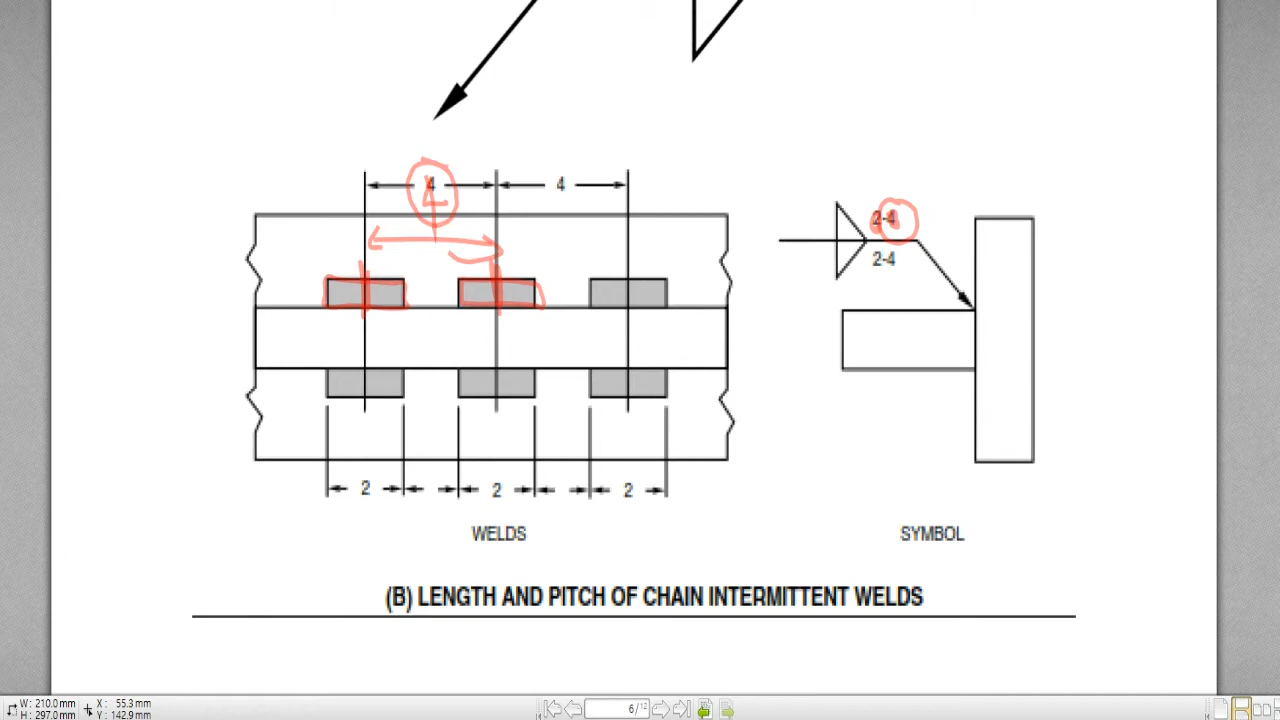 4 4
2-4
2-4
2 2 2
WELDS SYMBOL
(B) LENGTH AND PITCH OF CHAIN INTERMITTENT WELDS
W: 210.0mm X: 55.3mm
H: 297.0mm Y: 142.9mm
6/12